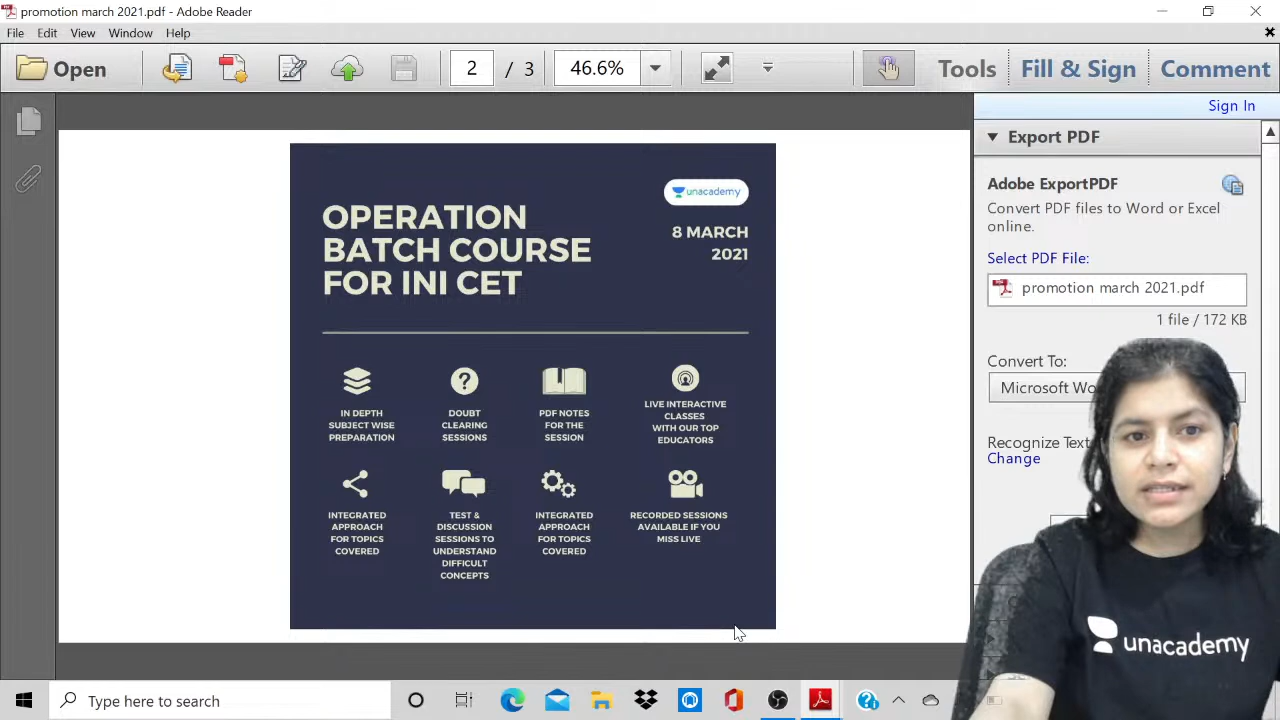 promotion march 2021.pdf - Adobe Reader
File Edit View Window Help
Open
2 / 3
46.6%
Tools Fill & Sign Comment
Sign In
Export PDF
Adobe ExportPDF
Convert PDF files to Word or Excel
online.
Select PDF File:
promotion march 2021.pdf
1 file / 172 KB
Convert To:
Microsoft Wo
Recognize Text
Change
unacademy
8 MARCH
2021
OPERATION
BATCH COURSE
FOR INI CET
IN DEPTH
SUBJECT WISE
PREPARATION
DOUBT
CLEARING
SESSIONS
PDF NOTES
FOR THE
SESSION
LIVE INTERACTIVE
CLASSES
WITH OUR TOP
EDUCATORS
INTEGRATED
APPROACH
FOR TOPICS
COVERED
TEST &
DISCUSSION
SESSIONS TO
UNDERSTAND
DIFFICULT
CONCEPTS
INTEGRATED
APPROACH
FOR TOPICS
COVERED
RECORDED SESSIONS
AVAILABLE IF YOU
MISS LIVE
unacademy
Type here to search